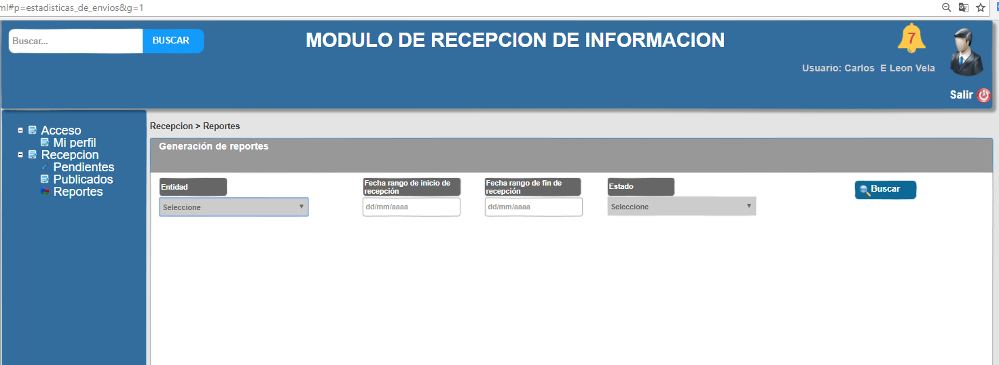 ml#p=estadisticas_de_envios&g=1
Buscar...
BUSCAR
MODULO DE RECEPCION DE INFORMACION
7
Usuario: Carlos E Leon Vela
Salir
Acceso
Mi perfil
Recepcion
Pendientes
Publicados
Reportes
Recepcion > Reportes
Generación de reportes
Entidad
Seleccione
Fecha rango de inicio de
recepción
dd/mm/aaaa
Fecha rango de fin de
recepción
dd/mm/aaaa
Estado
Seleccione
Buscar